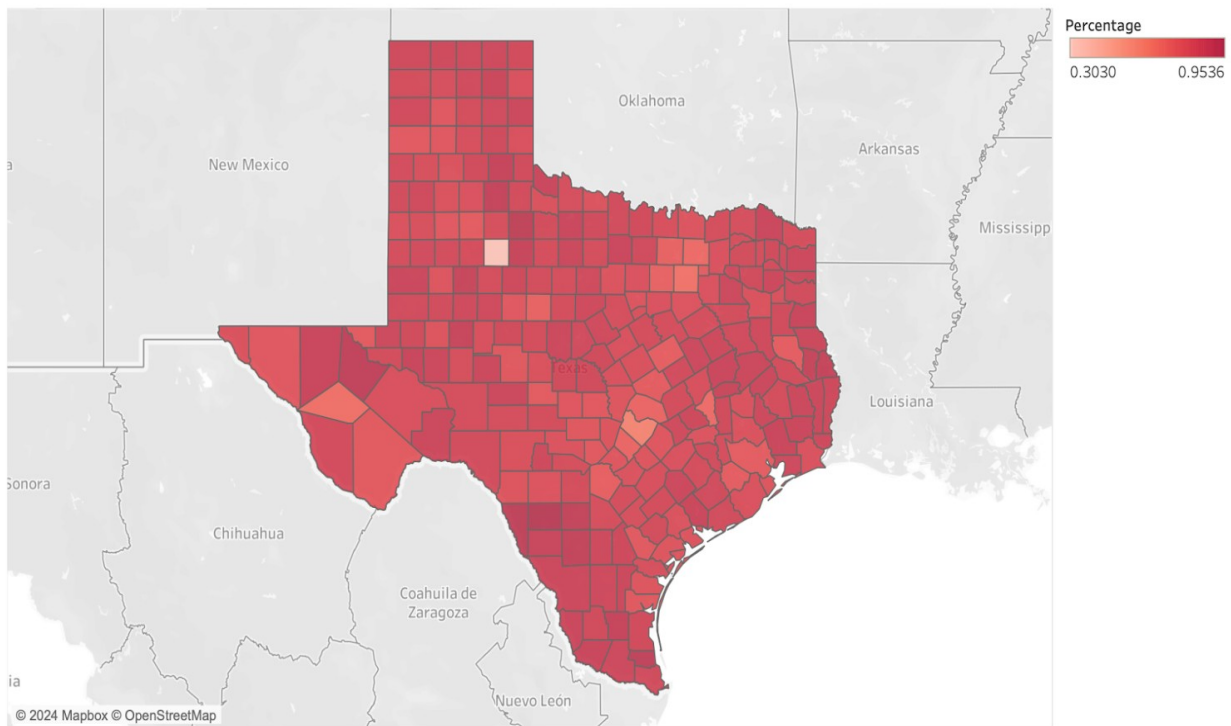 Percentage
0.3030 0.9536
Oklahoma
New Mexico
Arkansas
a
Mississipp
Texas
Louisiana
Sonora
Chihuahua
Coahuila de
Zaragoza
ia
Nuevo León
© 2024 Mapbox © OpenStreetMap